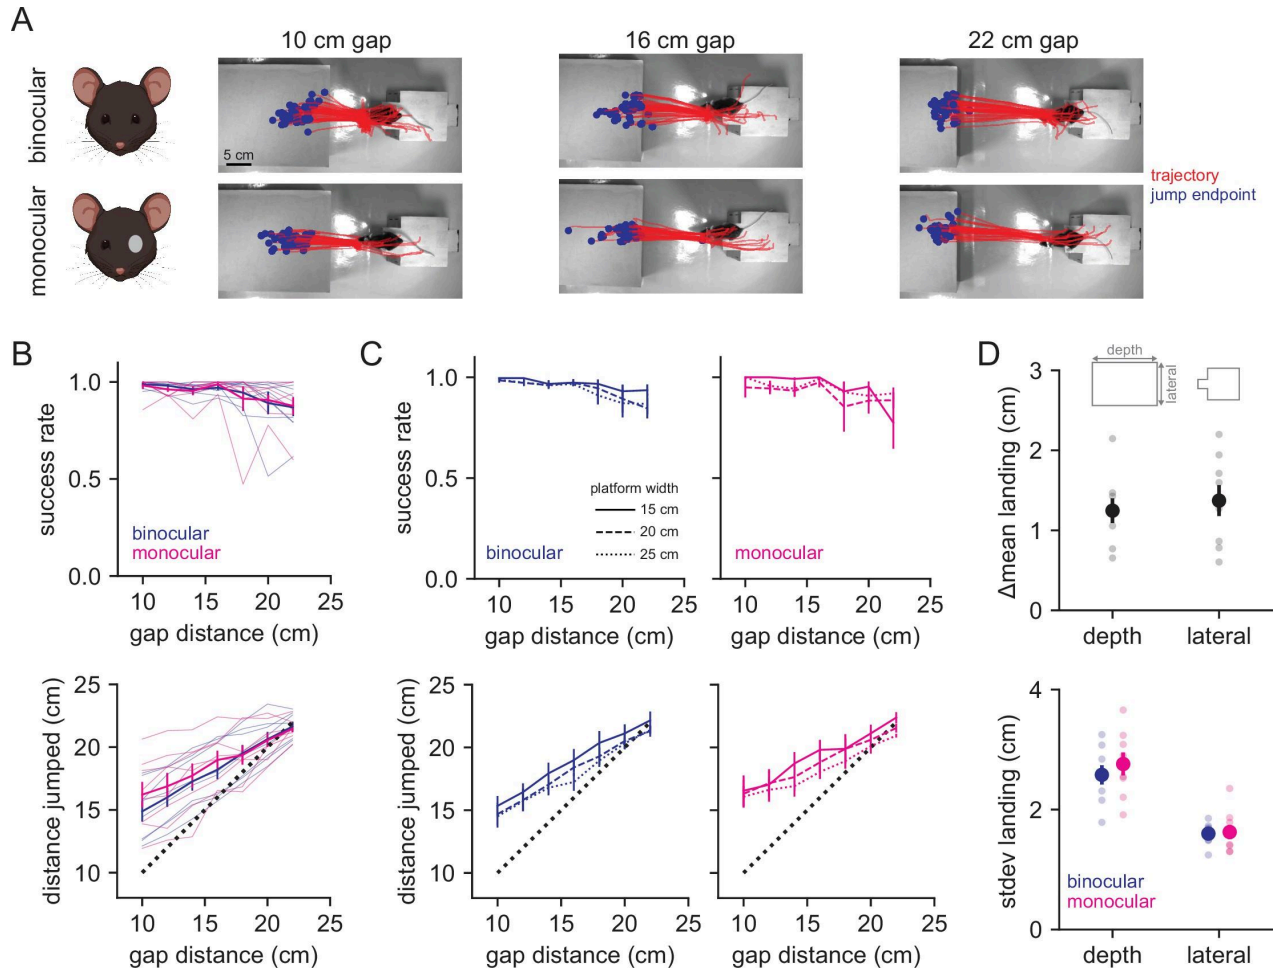 A
10 cm gap
16 cm gap
22 cm gap
binocular
5 cm
monocular
trajectory
jump endpoint
B
success rate
1.0
0.5
0.0
binocular
monocular
10
15
20
25
gap distance (cm)
distance jumped (cm)
25
20
15
10
10
15
20
25
gap distance (cm)
C
success rate
1.0
0.5
0.0
platform width
15 cm
20 cm
25 cm
binocular
monocular
10
15
20
25
gap distance (cm)
10
15
20
25
gap distance (cm)
distance jumped (cm)
25
20
15
10
10
15
20
25
gap distance (cm)
10
15
20
25
gap distance (cm)
D
depth
lateral
Δmean landing (cm)
3
2
1
0
depth
lateral
stdev landing (cm)
4
2
0
binocular
monocular
depth
lateral